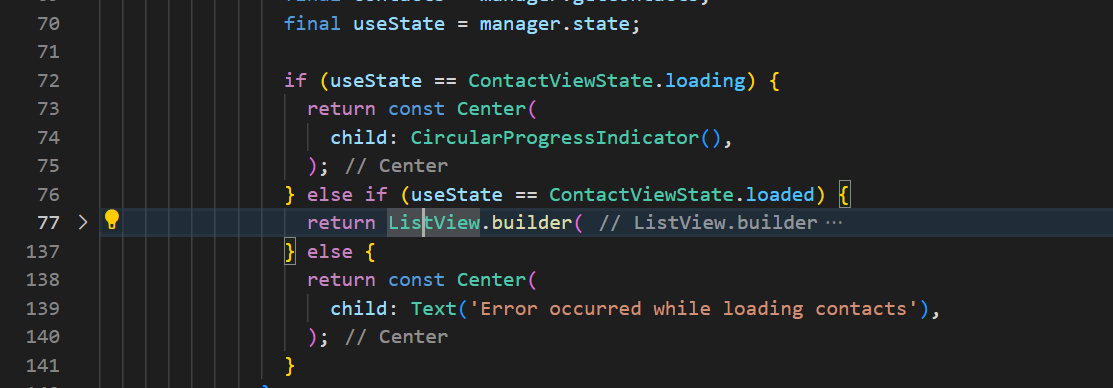 70 final useState = manager.state;
71
72 if (useState == ContactViewState.loading) {
73 return const Center(
74 child: CircularProgressIndicator(),
75 ); // Center
76 } else if (useState == ContactViewState.loaded) {
77 return ListView.builder( // ListView.builder ⋯
137 } else {
138 return const Center(
139 child: Text('Error occurred while loading contacts'),
140 ); // Center
141 }